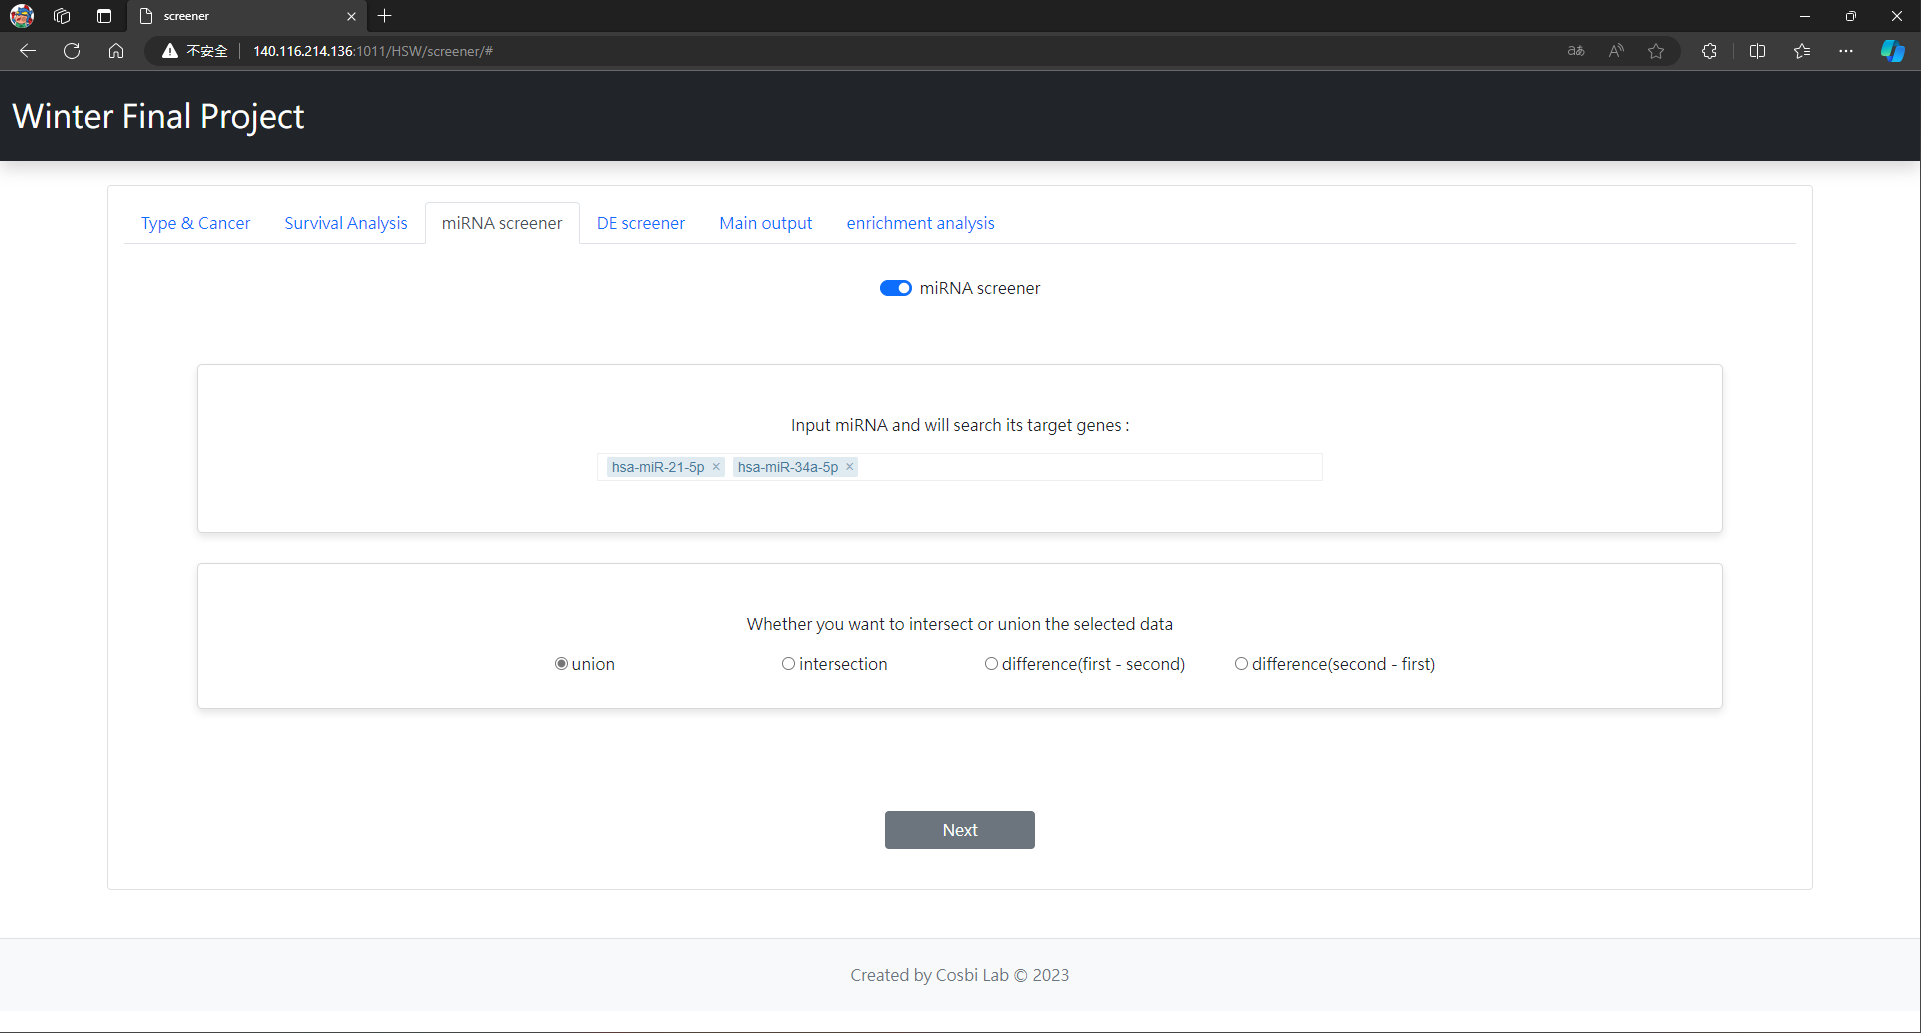 screener
不安全 140.116.214.136:1011/HSW/screener/#
Winter Final Project
Type & Cancer Survival Analysis miRNA screener DE screener Main output enrichment analysis
miRNA screener
Input miRNA and will search its target genes :
hsa-miR-21-5p × hsa-miR-34a-5p ×
Whether you want to intersect or union the selected data
union intersection difference(first - second) difference(second - first)
Next
Created by Cosbi Lab © 2023